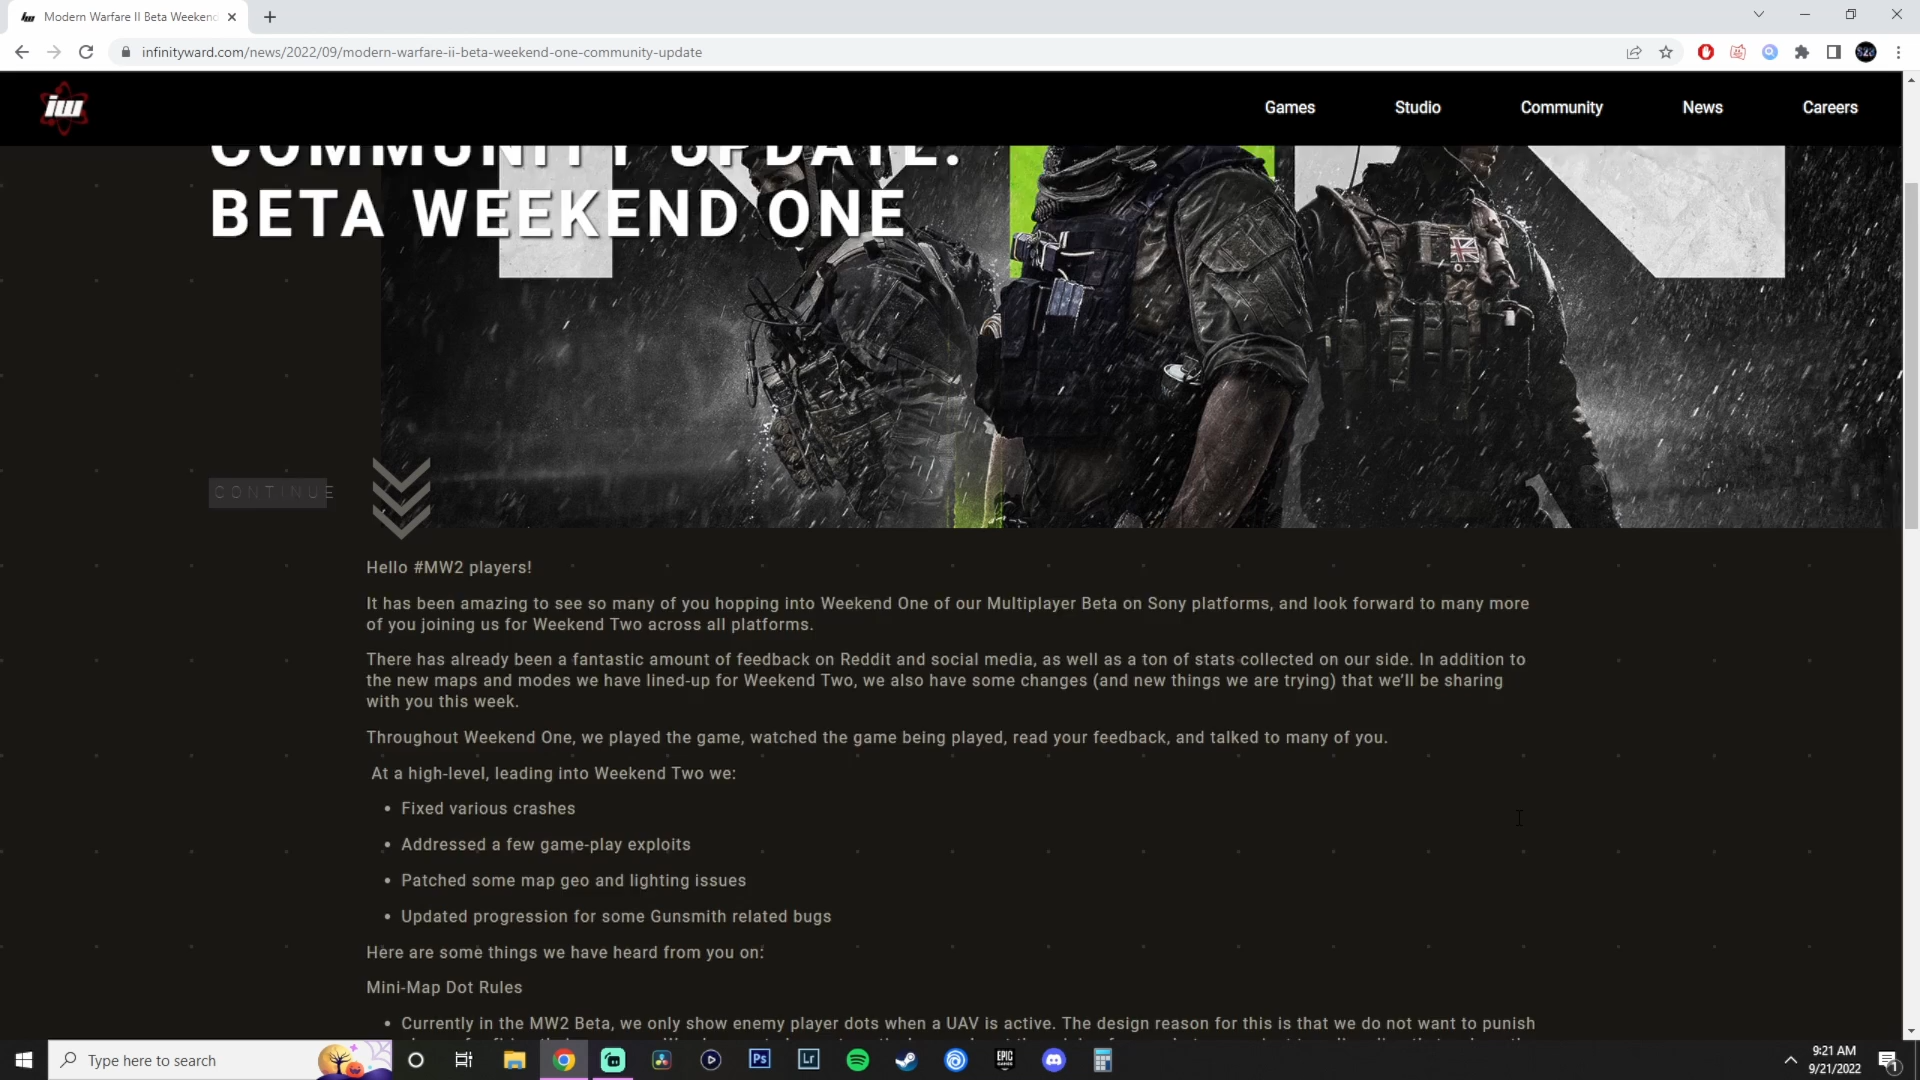 Modern Warfare II Beta Weekend
infinityward.com/news/2022/09/modern-warfare-ii-beta-weekend-one-community-update
iw
Games
Studio
Community
News
Careers
COMMUNITY UPDATE:
BETA WEEKEND ONE
CONTINUE
Hello #MW2 players!
It has been amazing to see so many of you hopping into Weekend One of our Multiplayer Beta on Sony platforms, and look forward to many more
of you joining us for Weekend Two across all platforms.
There has already been a fantastic amount of feedback on Reddit and social media, as well as a ton of stats collected on our side. In addition to
the new maps and modes we have lined-up for Weekend Two, we also have some changes (and new things we are trying) that we'll be sharing
with you this week.
Throughout Weekend One, we played the game, watched the game being played, read your feedback, and talked to many of you.
At a high-level, leading into Weekend Two we:
• Fixed various crashes
• Addressed a few game-play exploits
• Patched some map geo and lighting issues
• Updated progression for some Gunsmith related bugs
Here are some things we have heard from you on:
Mini-Map Dot Rules
• Currently in the MW2 Beta, we only show enemy player dots when a UAV is active. The design reason for this is that we do not want to punish
Type here to search
Ps
Lr
EPIC
GAMES
9:21 AM
9/21/2022
1